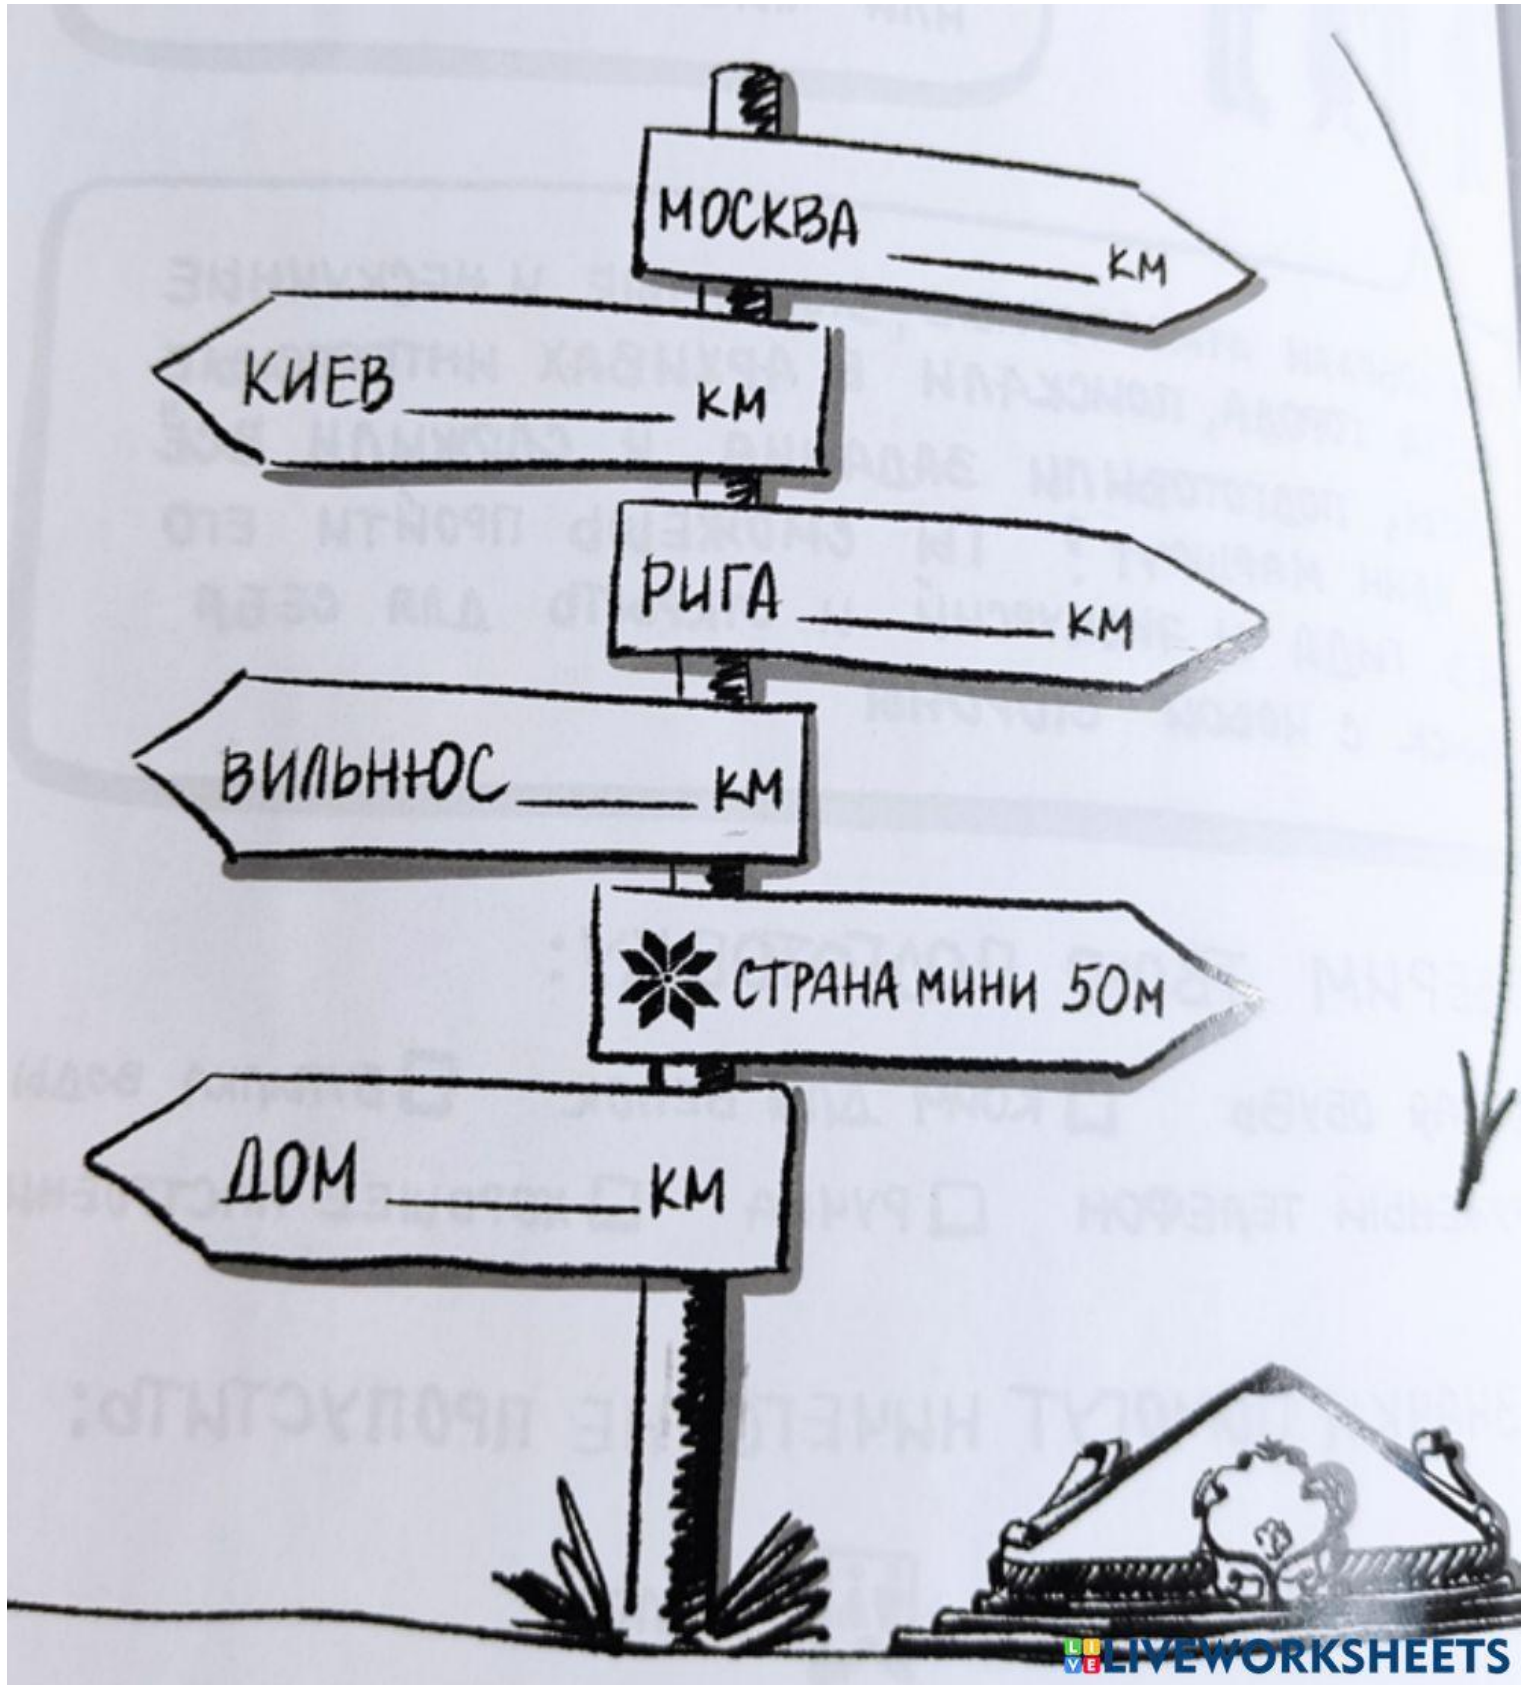 МОСКВА ______ км
КИЕВ ______ км
РИГА ______ км
ВИЛЬНЮС ______ км
СТРАНА МИНИ 50м
ДОМ ______ км
LIVEWORKSHEETS